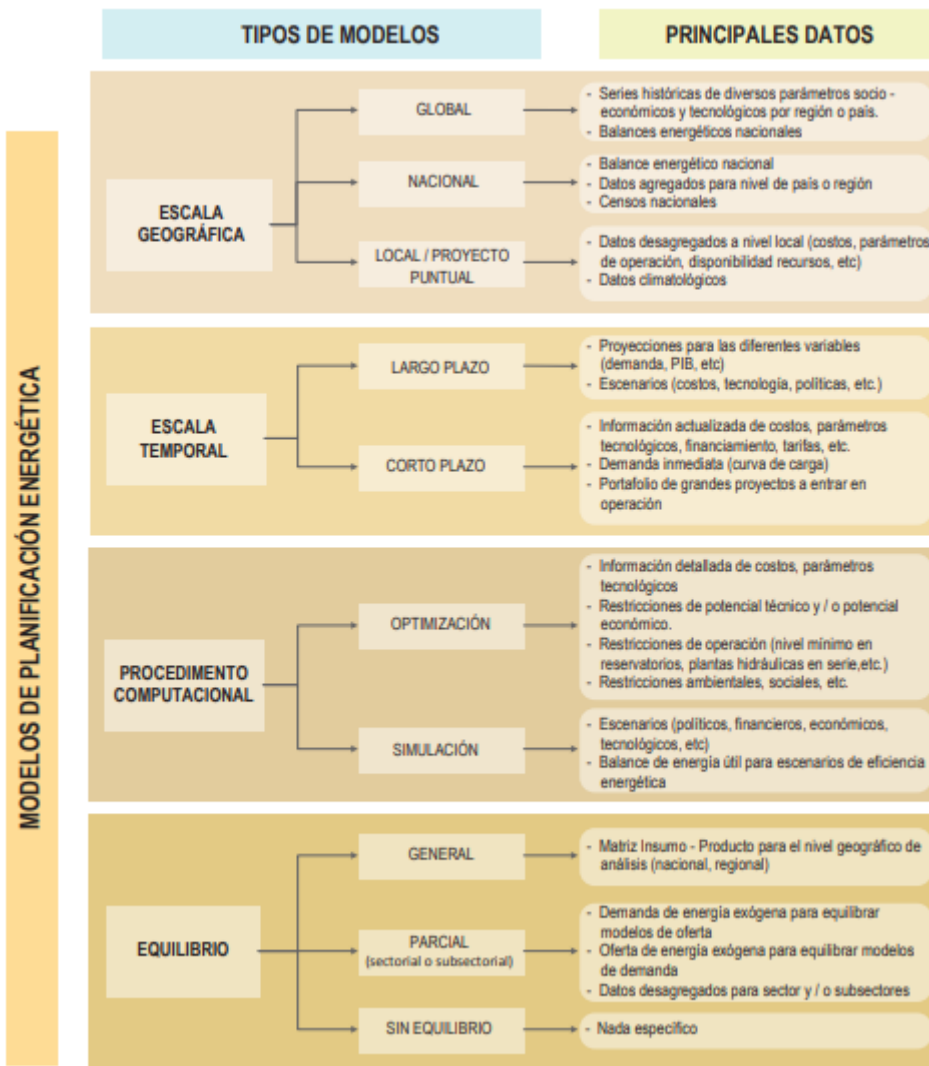 TIPOS DE MODELOS
PRINCIPALES DATOS
MODELOS DE PLANIFICACIÓN ENERGÉTICA
ESCALA
GEOGRÁFICA
GLOBAL
- Series históricas de diversos parámetros socio -
económicos y tecnológicos por región o país.
- Balances energéticos nacionales
NACIONAL
- Balance energético nacional
- Datos agregados para nivel de país o región
- Censos nacionales
LOCAL / PROYECTO
PUNTUAL
- Datos desagregados a nivel local (costos, parámetros
de operación, disponibilidad recursos, etc)
- Datos climatológicos
ESCALA
TEMPORAL
LARGO PLAZO
- Proyecciones para las diferentes variables
(demanda, PIB, etc)
- Escenarios (costos, tecnología, políticas, etc.)
CORTO PLAZO
- Información actualizada de costos, parámetros
tecnológicos, financiamiento, tarifas, etc.
- Demanda inmediata (curva de carga)
- Portafolio de grandes proyectos a entrar en
operación
PROCEDIMENTO
COMPUTACIONAL
OPTIMIZACIÓN
- Información detallada de costos, parámetros
tecnológicos
- Restricciones de potencial técnico y / o potencial
económico.
- Restricciones de operación (nivel mínimo en
reservatorios, plantas hidráulicas en serie,etc.)
- Restricciones ambientales, sociales, etc.
SIMULACIÓN
- Escenarios (políticos, financieros, económicos,
tecnológicos, etc)
- Balance de energía útil para escenarios de eficiencia
energética
EQUILIBRIO
GENERAL
- Matriz Insumo - Producto para el nivel geográfico de
análisis (nacional, regional)
PARCIAL
(sectorial o subsectorial)
- Demanda de energía exógena para equilibrar
modelos de oferta
- Oferta de energía exógena para equilibrar modelos
de demanda
- Datos desagregados para sector y / o subsectores
SIN EQUILIBRIO
- Nada específico